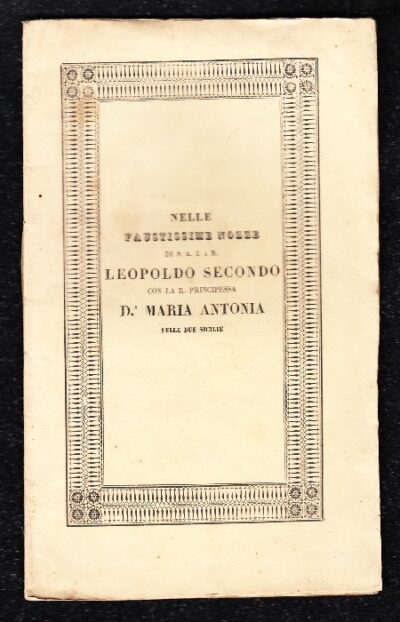 NELLE
FAUSTISSIME NOZZE
DI S. A. I. e R.
LEOPOLDO SECONDO
CON LA R. PRINCIPESSA
D.ª MARIA ANTONIA
DELLE DUE SICILIE